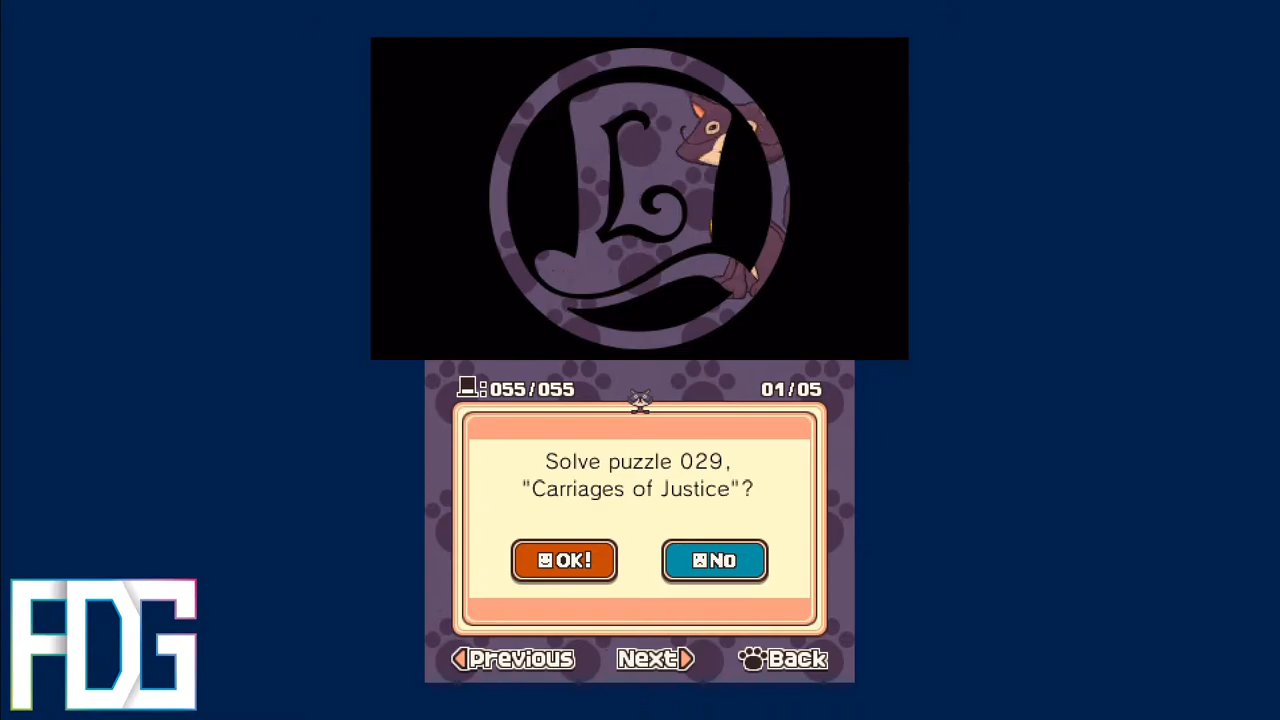 L
055/055
01/05
Solve puzzle 029,
"Carriages of Justice"?
OK!
No
Previous
Next
Back
FDG